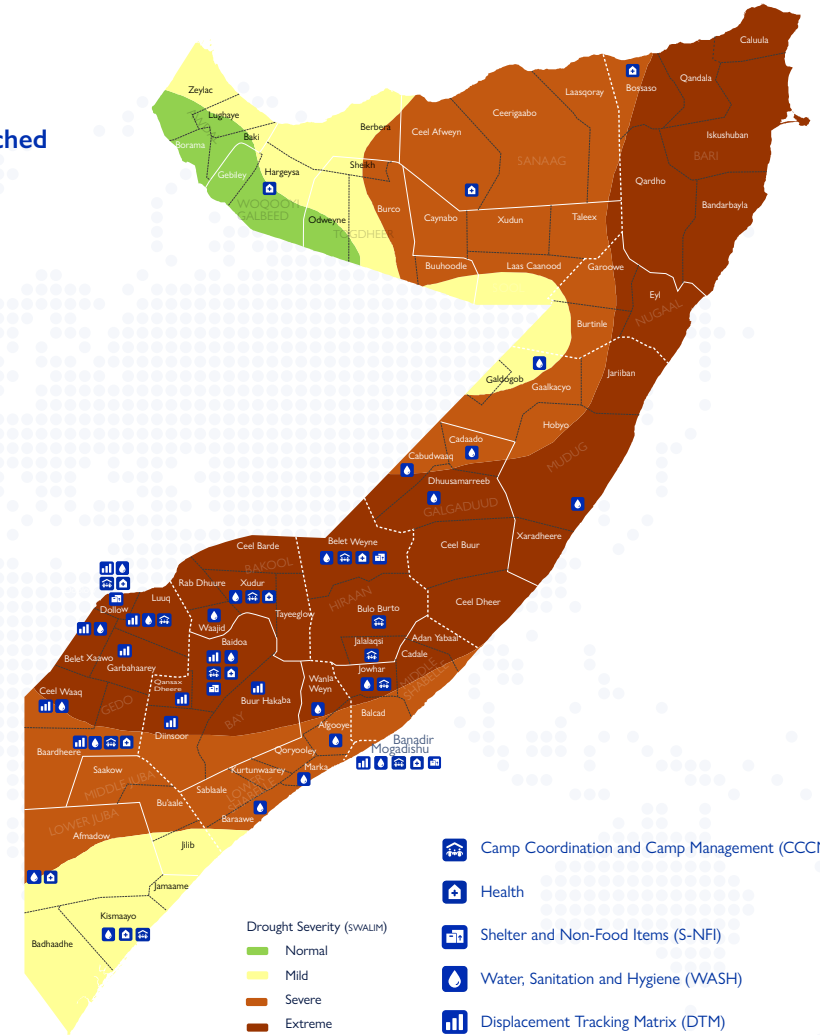 ched
Caluula
Zeylac
Qandala
Bossaso
Laasqoray
Lughaye
Ceerigaabo
Berbera
Ceel Afweyn
Iskushuban
Baki
Borama
SANAAG
BARI
Sheikh
Hargeysa
Gebiley
Qardho
WOQOOYI
GALBEED
Burco
Bandarbayla
Odweyne
Caynabo
Xudun
Taleex
TOGDHEER
Buuhoodle
Laas Caanood
Garoowe
Eyl
NUGAAL
Burtinle
Jariiban
Galdogob
Gaalkacyo
Hobyo
Cadaado
Cabudwaaq
MUDUG
Dhuusamarreeb
GALGADUUD
Xaradheere
Belet Weyne
Ceel Barde
Ceel Buur
BAKOOL
Rab Dhuure
Xudur
HIRAAN
Luuq
Ceel Dheer
Dollow
Bulo Burto
Tayeeglow
Waajid
Adan Yabaal
Baidoa
Jalalaqsi
Cadale
Belet Xaawo
Garbahaarey
Jowhar
Wanla
Weyn
Qansax
Dheere
MIDDLE
SHABELLE
Ceel Waaq
GEDO
Buur Hakaba
BAY
Balcad
Afgooye
Diinsoor
Banadir
Mogadishu
Baardheere
Qoryooley
Marka
Saakow
Kurtunwaarey
MIDDLE JUBA
Sablaale
LOWER
SHABELLE
Bu'aale
Baraawe
LOWER JUBA
Afmadow
Jilib
Jamaame
Kismaayo
Badhaadhe
Camp Coordination and Camp Management (CCCM
Health
Shelter and Non-Food Items (S-NFI)
Water, Sanitation and Hygiene (WASH)
Displacement Tracking Matrix (DTM)
Drought Severity (SWALIM)
Normal
Mild
Severe
Extreme